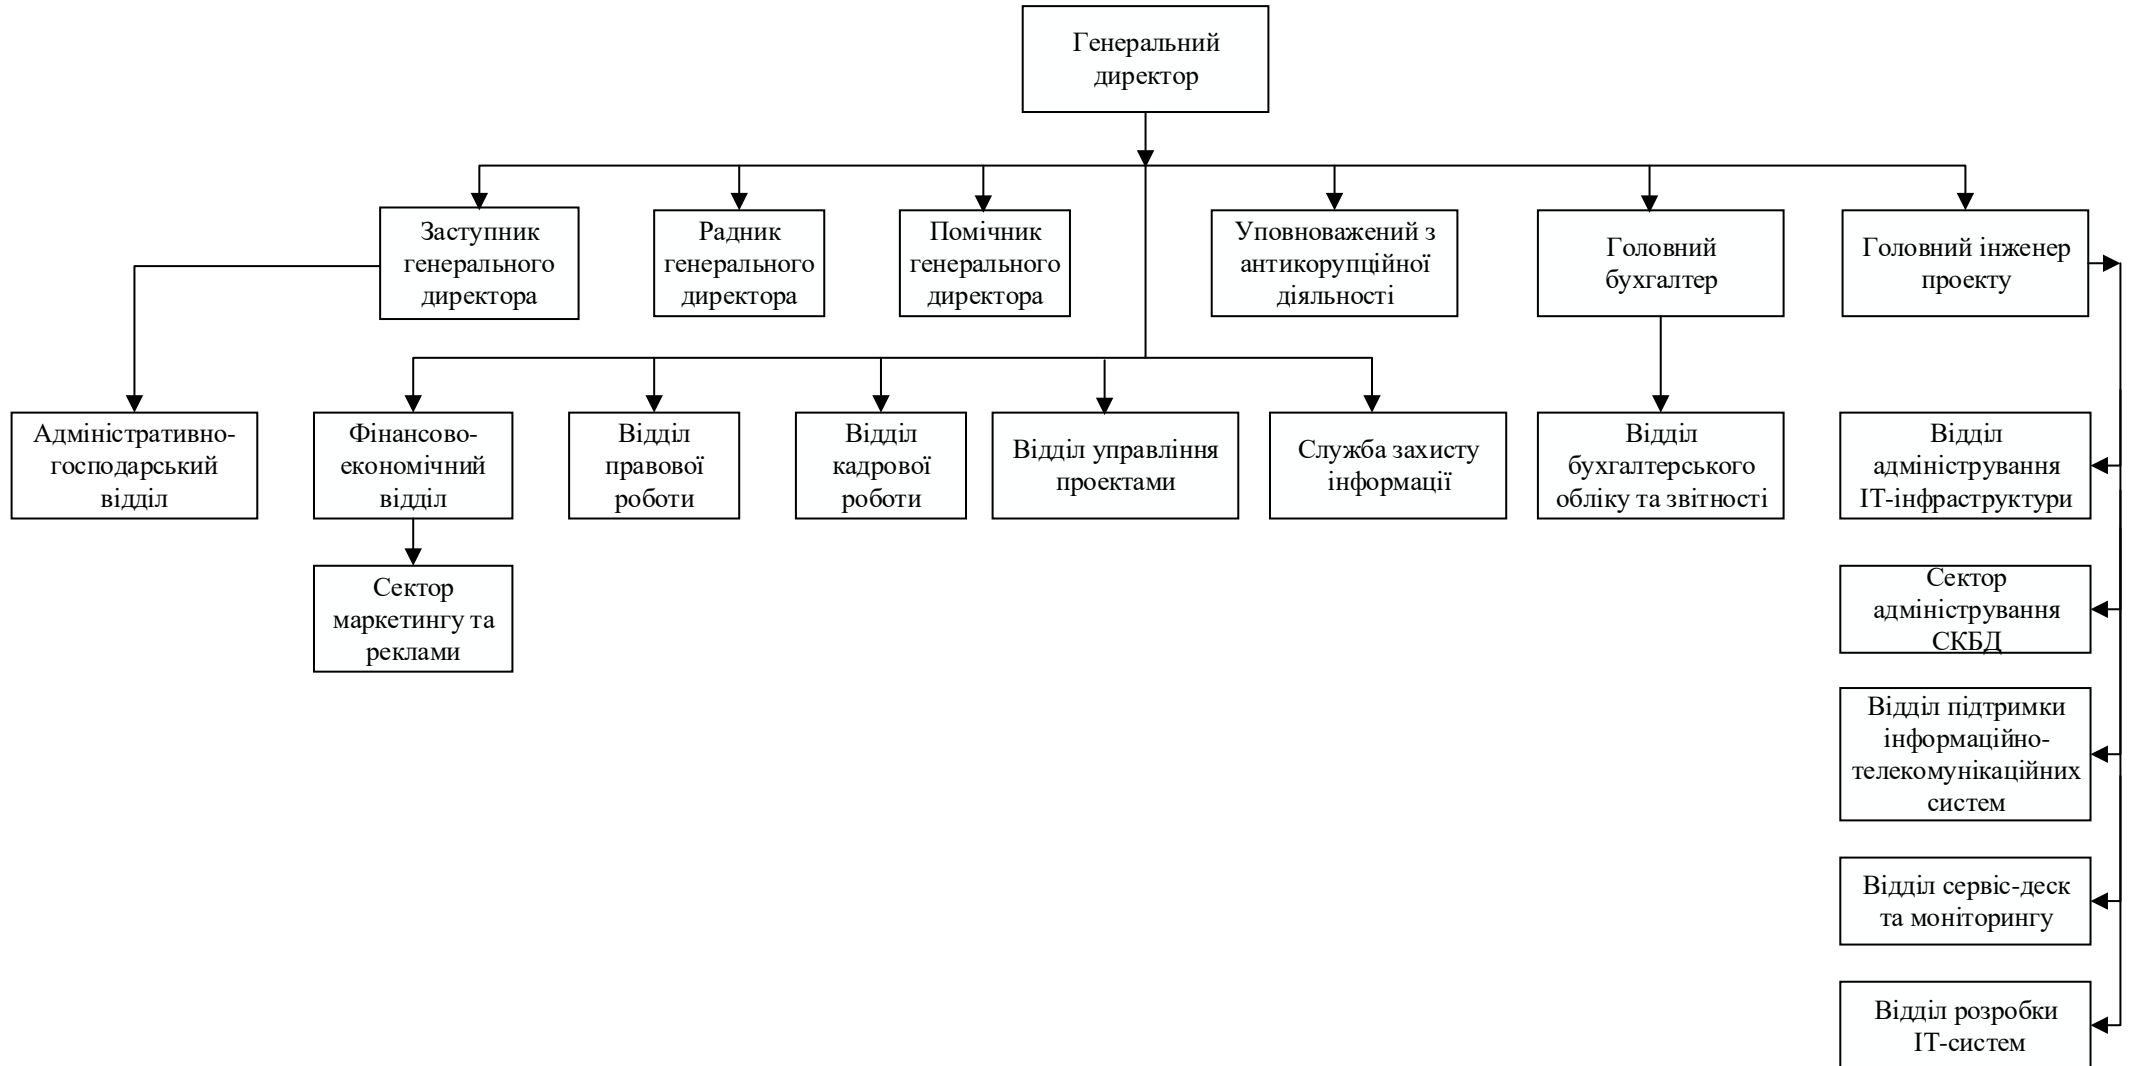 Генеральний
директор
Заступник
генерального
директора
Радник
генерального
директора
Помічник
генерального
директора
Уповноважений з
антикорупційної
діяльності
Головний
бухгалтер
Головний інженер
проекту
Адміністративно-
господарський
відділ
Фінансово-
економічний
відділ
Відділ
правової
роботи
Відділ
кадрової
роботи
Відділ управління
проектами
Служба захисту
інформації
Відділ
бухгалтерського
обліку та звітності
Відділ
адміністрування
ІТ-інфраструктури
Сектор
маркетингу та
реклами
Сектор
адміністрування
СКБД
Відділ підтримки
інформаційно-
телекомунікаційних
систем
Відділ сервіс-деск
та моніторингу
Відділ розробки
ІТ-систем